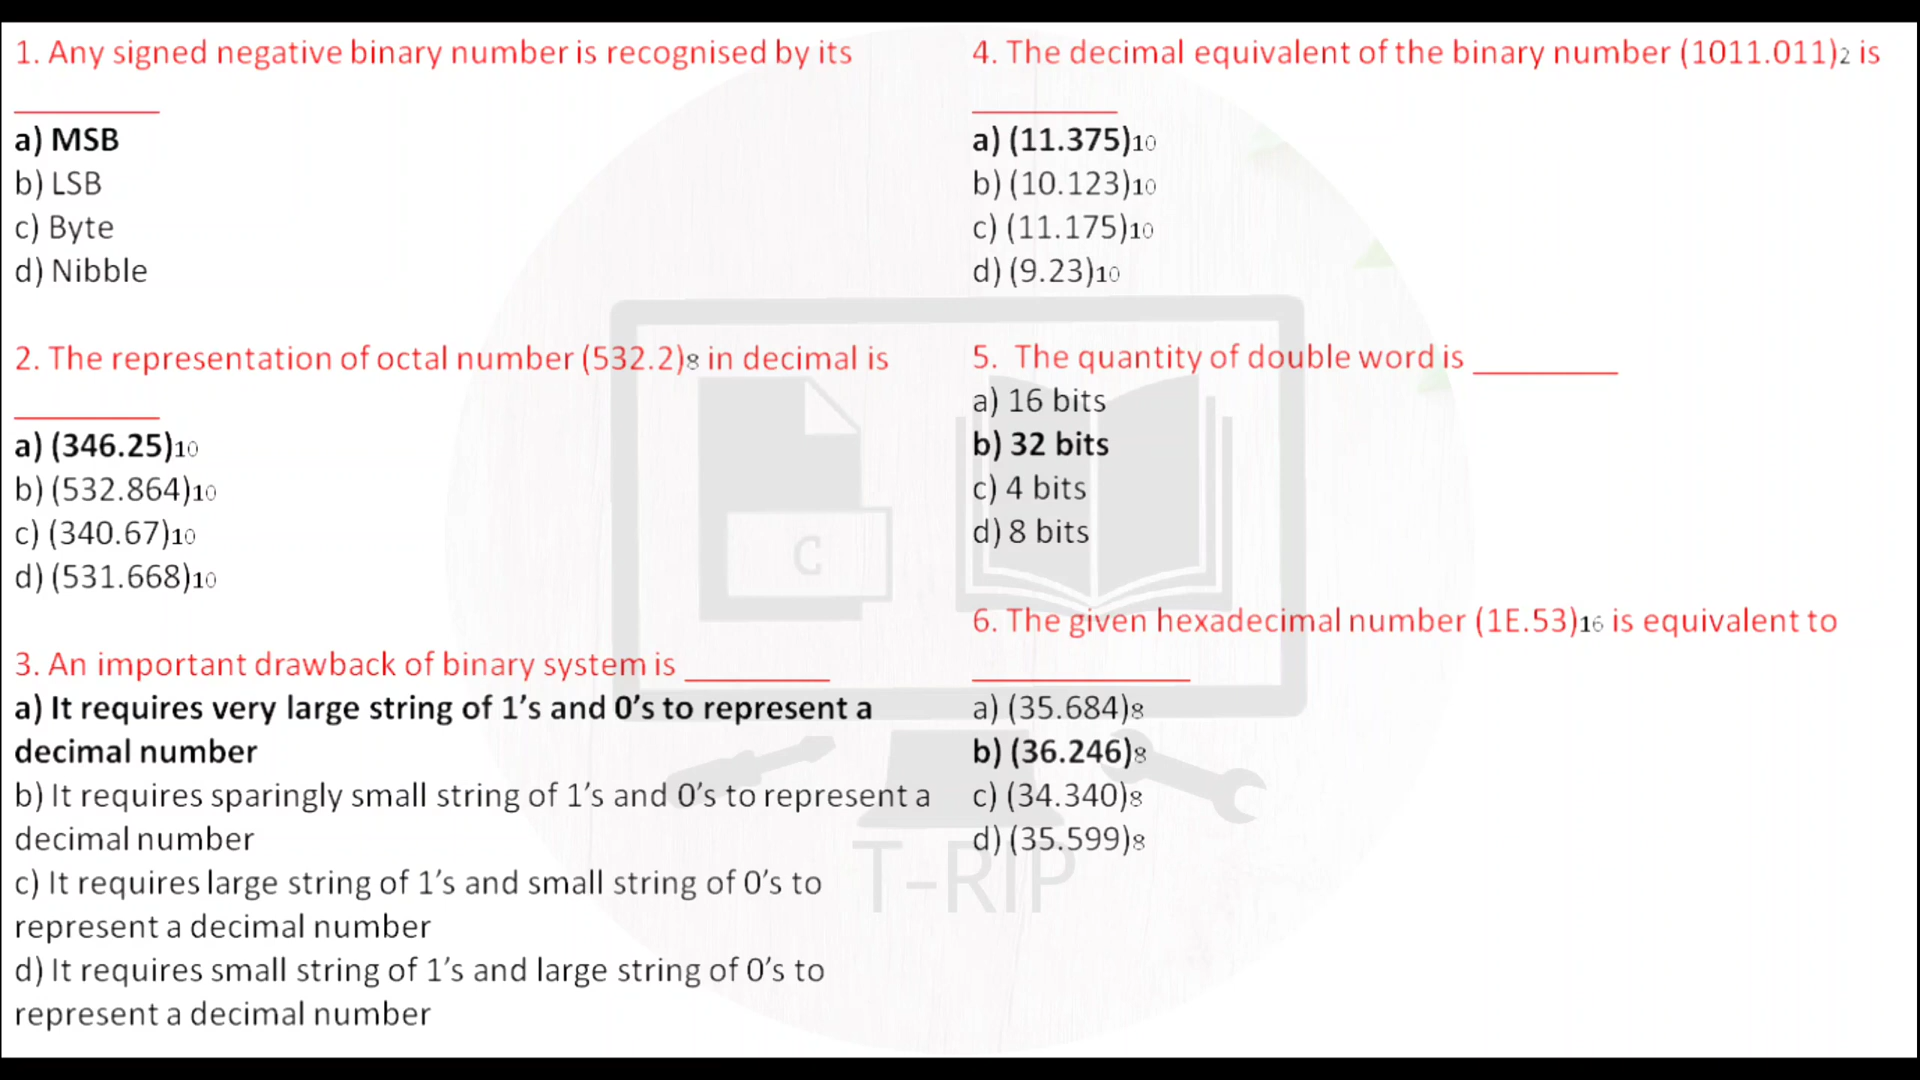 1. Any signed negative binary number is recognised by its
__________
a) MSB
b) LSB
c) Byte
d) Nibble
2. The representation of octal number (532.2)8 in decimal is
__________
a) (346.25)10
b) (532.864)10
c) (340.67)10
d) (531.668)10
3. An important drawback of binary system is __________
a) It requires very large string of 1’s and 0’s to represent a
decimal number
b) It requires sparingly small string of 1’s and 0’s to represent a
decimal number
c) It requires large string of 1’s and small string of 0’s to
represent a decimal number
d) It requires small string of 1’s and large string of 0’s to
represent a decimal number
4. The decimal equivalent of the binary number (1011.011)2 is
__________
a) (11.375)10
b) (10.123)10
c) (11.175)10
d) (9.23)10
5. The quantity of double word is __________
a) 16 bits
b) 32 bits
c) 4 bits
d) 8 bits
6. The given hexadecimal number (1E.53)16 is equivalent to
_______________
a) (35.684)8
b) (36.246)8
c) (34.340)8
d) (35.599)8
C
T-RIP